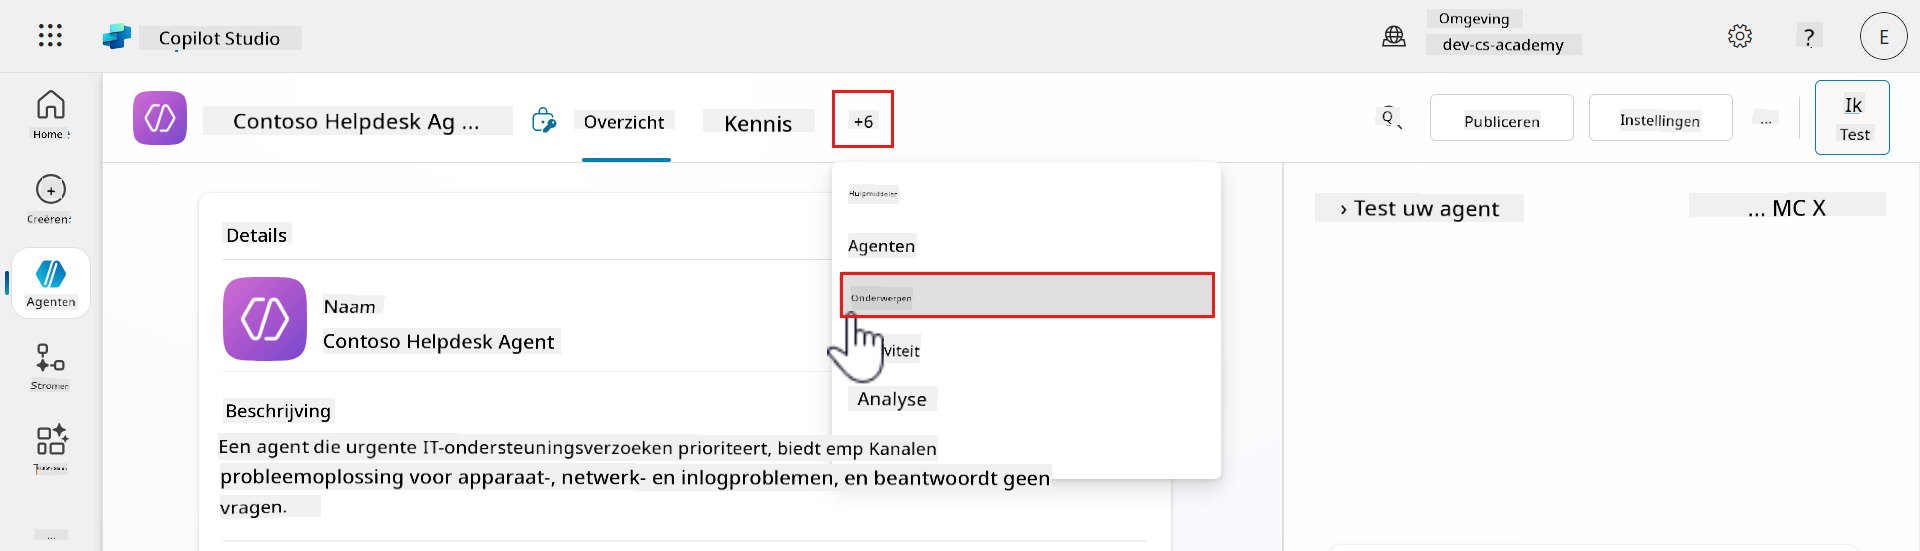 Copilot Studio
Omgeving
dev-cs-academy
?
E
Home
Contoso Helpdesk Ag ...
Overzicht
Kennis
+6
Publiceren
Instellingen
...
Ik
Test
Creëren
Agenten
Stromen
...
Hulpmiddelen
Agenten
Onderwerpen
viteit
Analyse
› Test uw agent
... MC X
Details
Naam
Contoso Helpdesk Agent
Beschrijving
Een agent die urgente IT-ondersteuningsverzoeken prioriteert, biedt emp Kanalen
probleemoplossing voor apparaat-, netwerk- en inlogproblemen, en beantwoordt geen
vragen.